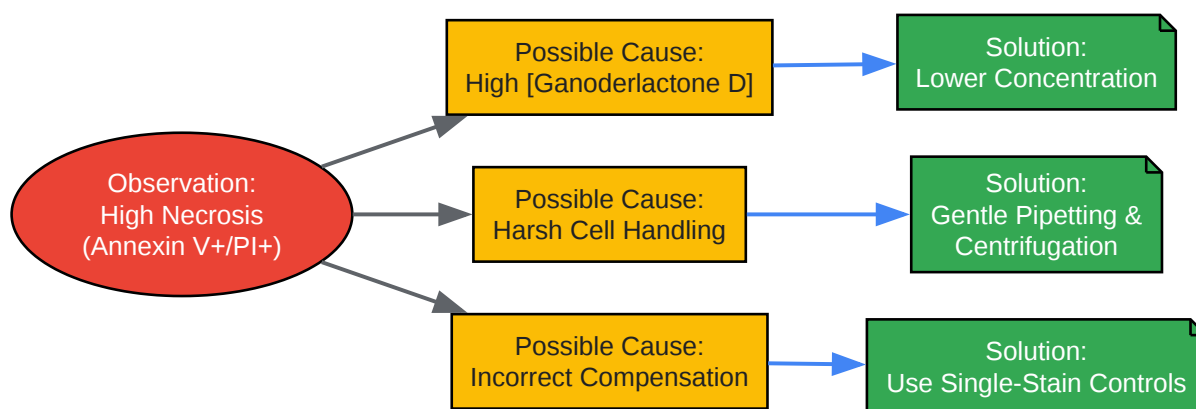 Possible Cause:
High [Ganoderlactone D]
Solution:
Lower Concentration
Observation:
High Necrosis
(Annexin V+/PI+)
Possible Cause:
Harsh Cell Handling
Solution:
Gentle Pipetting &
Centrifugation
Possible Cause:
Incorrect Compensation
Solution:
Use Single-Stain Controls